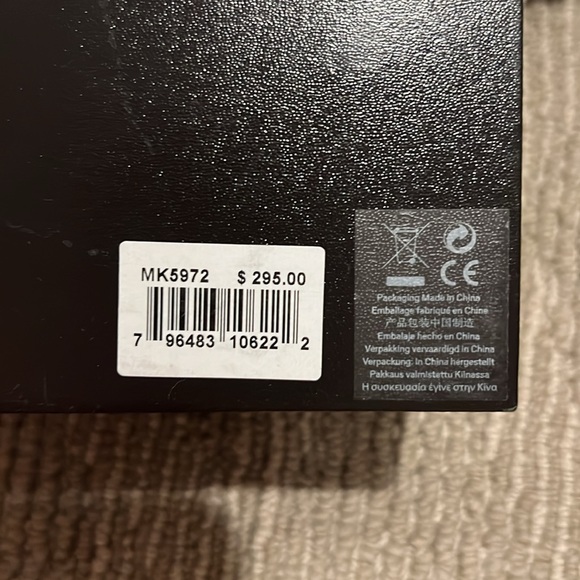 MK5972 $ 295.00
7 96483 10622 2
CE
Packaging Made in China
Emballage fabriqué en China
产品包装中国制造
Embalaje hecho en China
Verpakking vervaardigd in China
Verpackung: in China hergestellt
Pakkaus valmistettu Kiinassa
Η συσκευασία έγινε στην Κίνα